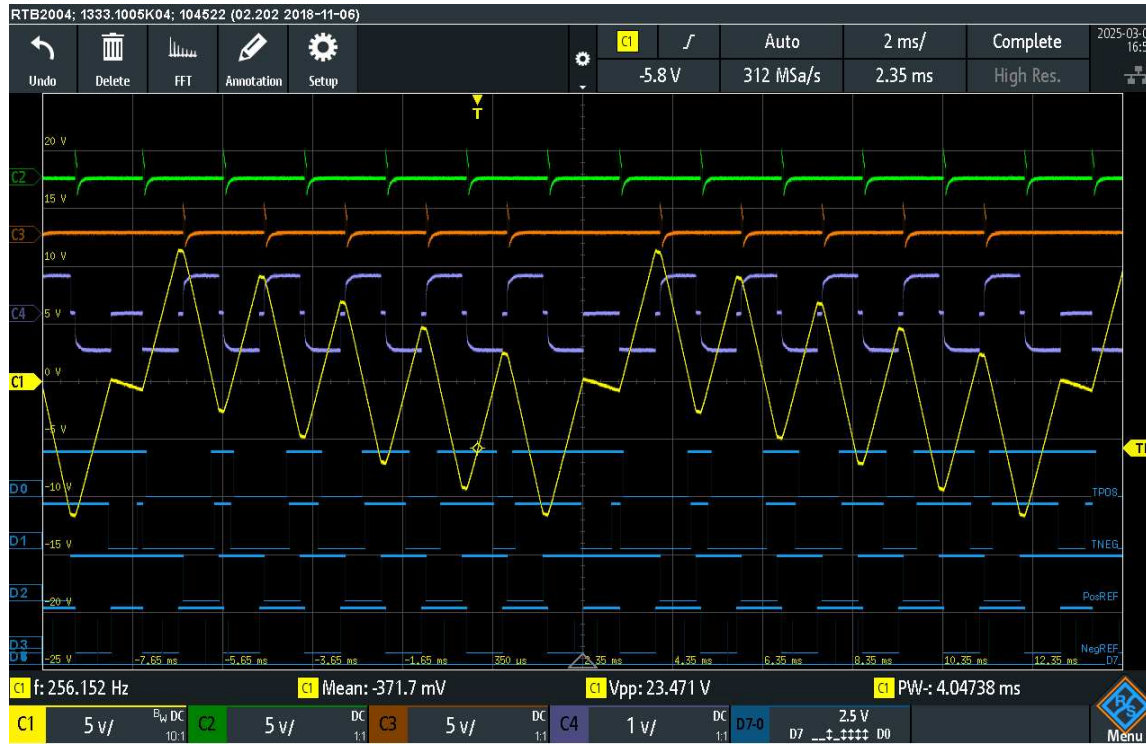 RTB2004; 1333.1005K04; 104522 (02.202 2018-11-06)
Undo Delete FFT Annotation Setup
C1 Auto 2 ms/ Complete
-5.8 V 312 MSa/s 2.35 ms High Res.
T
20 V
C2
15 V
C3
10 V
C4 5 V
C1 0 V
-5 V
D0 -10 V TPOS
D1 -15 V TNEG
D2 -20 V PosREF
D3 NegREF
-25 V -7.65 ms -5.65 ms -3.65 ms -1.65 ms 350 µs 2.35 ms 4.35 ms 6.35 ms 8.35 ms 10.35 ms 12.35 ms D7
C1 f: 256.152 Hz C1 Mean: -371.7 mV C1 Vpp: 23.471 V C1 PW-: 4.04738 ms
C1 5 V/ BW DC 10:1 C2 5 V/ DC 1:1 C3 5 V/ DC 1:1 C4 1 V/ DC 1:1 D7-0 2.5 V D7 D0 Menu